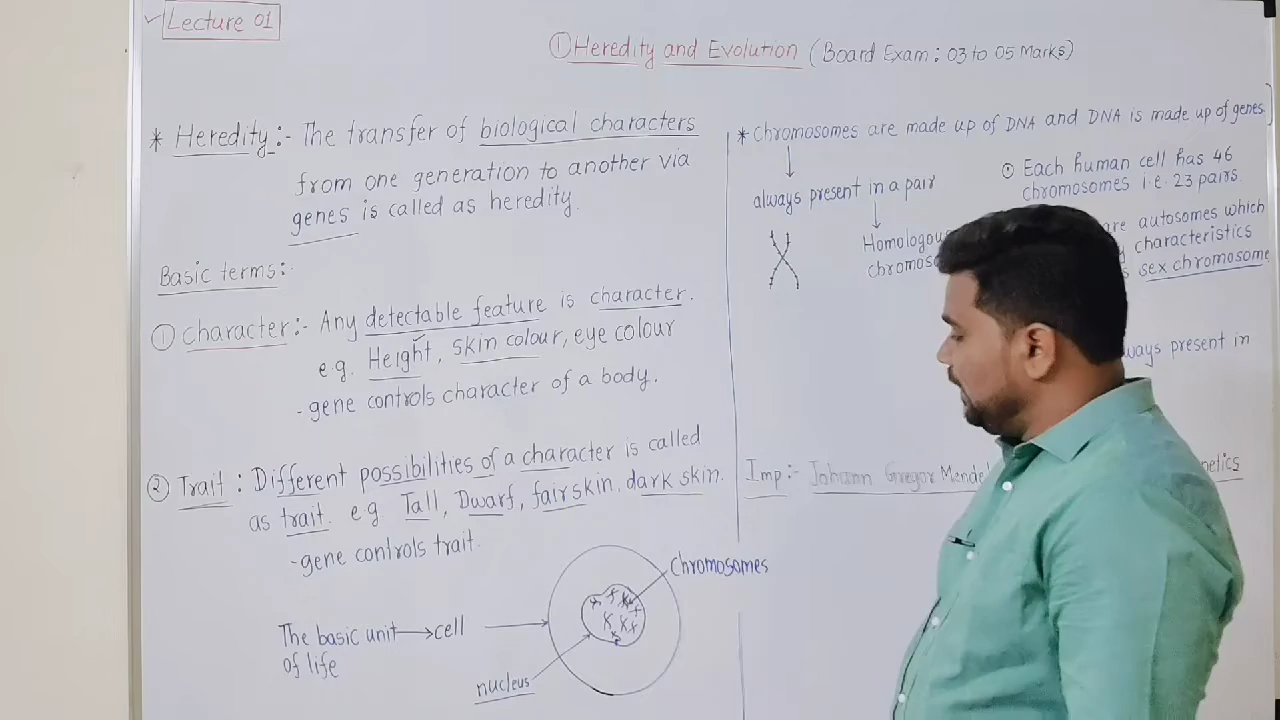 Lecture 01
① Heredity and Evolution (Board Exam: 03 to 05 Marks)
* Heredity:- The transfer of biological characters
from one generation to another via
genes is called as heredity.
Basic terms:-
① Character:- Any detectable feature is character.
e.g. Height, skin colour, eye colour
- gene controls character of a body.
② Trait: Different possibilities of a character is called
as trait. eg Tall, Dwarf, fair skin, dark skin.
- gene controls trait.
The basic unit → cell
of life
nucleus
Chromosomes
* Chromosomes are made up of DNA and DNA is made up of genes]
always present in a pair
Homologous
① Each human cell has 46
chromosomes i.e. 23 pairs.
are autosomes which
characteristics
sex chromosome
always present in
Imp:- Johann Gregor Mendel